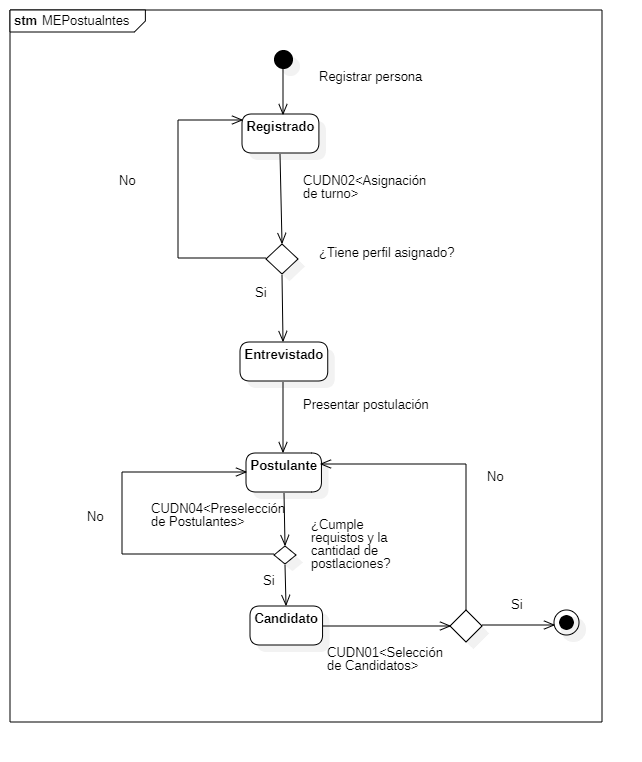 stm MEPostualntes
Registrar persona
Registrado
No
CUDN02<Asignación
de turno>
¿Tiene perfil asignado?
Si
Entrevistado
Presentar postulación
Postulante
No
CUDN04<Preselección
de Postulantes>
No
¿Cumple
requistos y la
cantidad de
postlaciones?
Si
Si
Candidato
CUDN01<Selección
de Candidatos>